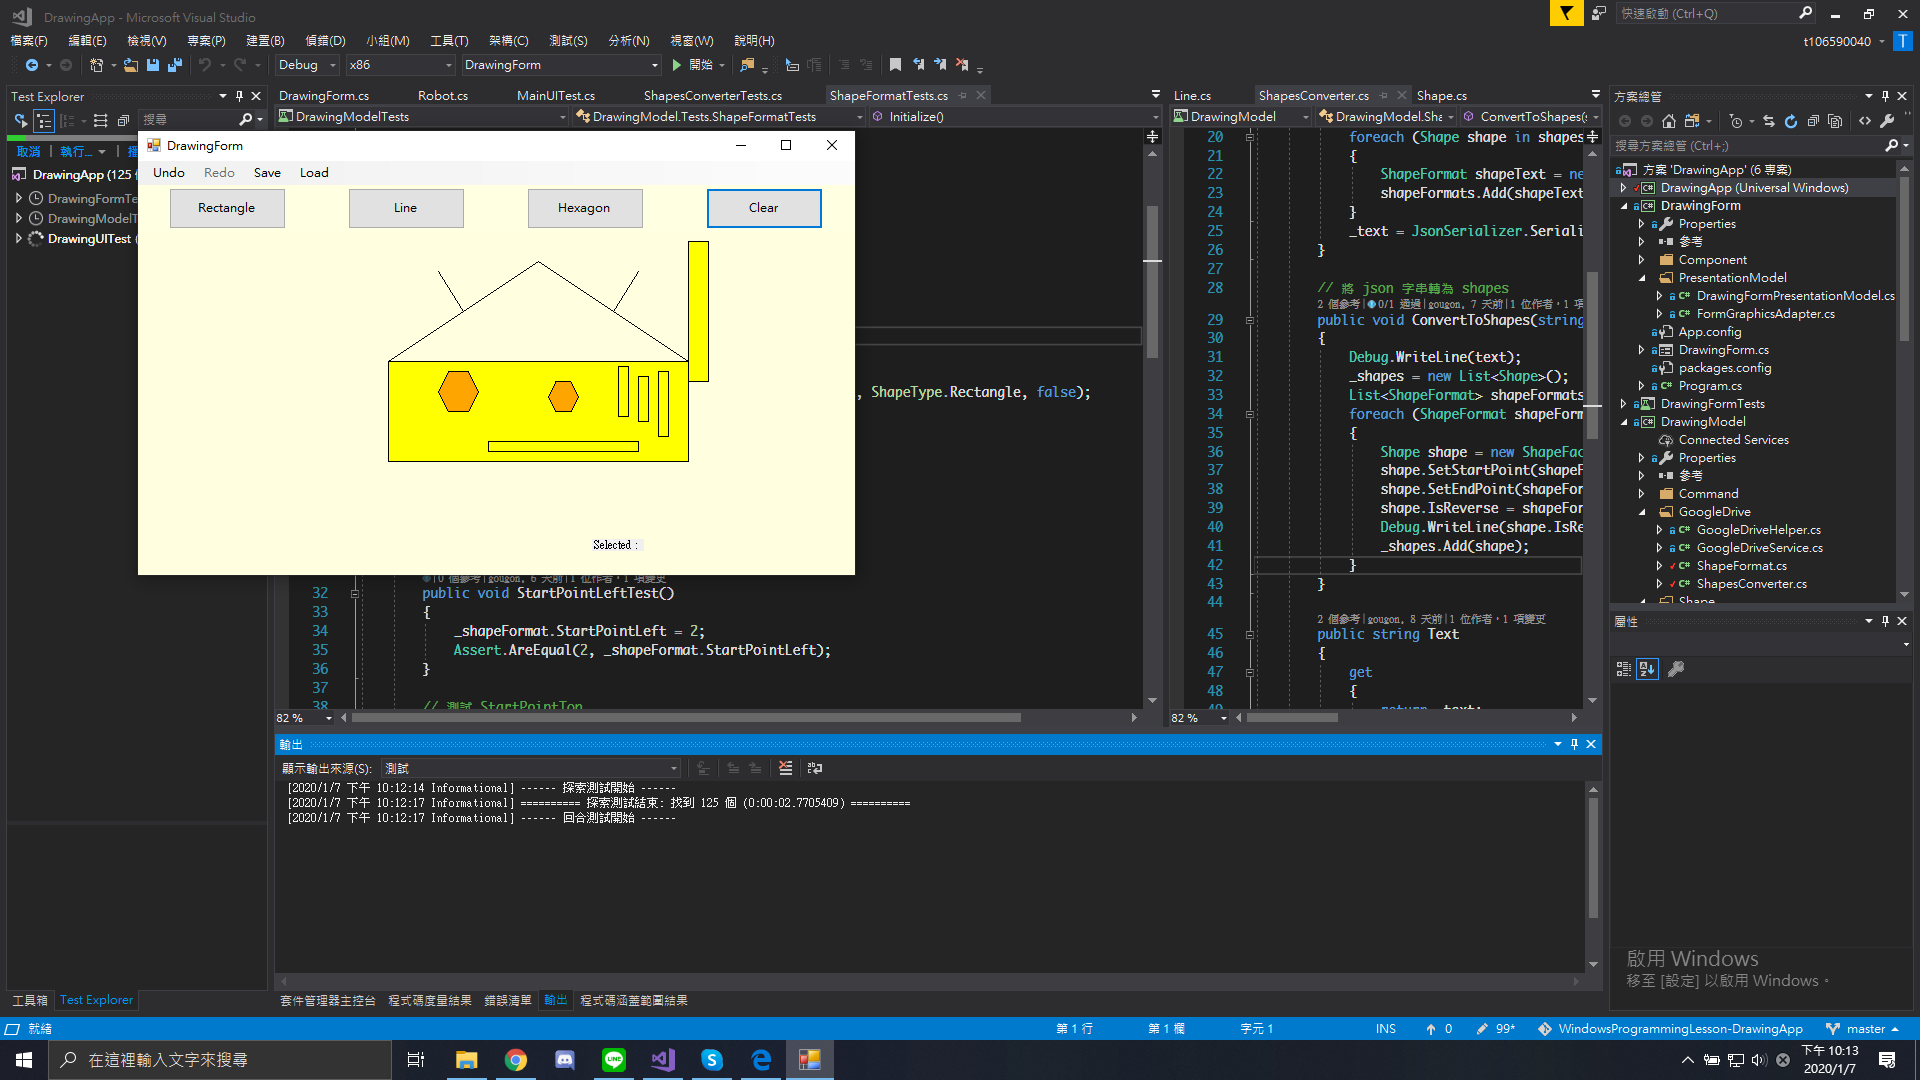 DrawingApp - Microsoft Visual Studio
快速啟動 (Ctrl+Q)
檔案(F) 編輯(E) 檢視(V) 專案(P) 建置(B) 偵錯(D) 小組(M) 工具(T) 架構(C) 測試(S) 分析(N) 視窗(W) 說明(H)
t106590040
T
Debug x86 DrawingForm 開始
Test Explorer
DrawingForm.cs Robot.cs MainUITest.cs ShapesConverterTests.cs ShapeFormatTests.cs
Line.cs ShapesConverter.cs Shape.cs
方案總管
搜尋
DrawingModelTests DrawingModel.Tests.ShapeFormatTests Initialize()
DrawingModel DrawingModel.Sha ConvertToShapes(s
搜尋方案總管 (Ctrl+;)
取消 執行...
DrawingApp (125
DrawingFormTe
DrawingModelT
DrawingUITest (
DrawingForm
Undo Redo Save Load
Rectangle Line Hexagon Clear
Selected :
, ShapeType.Rectangle, false);
0 個參考|gougon, 6 天前|1 位作者, 1 項變更
32 public void StartPointLeftTest()
33 {
34 _shapeFormat.StartPointLeft = 2;
35 Assert.AreEqual(2, _shapeFormat.StartPointLeft);
36 }
37
38 // 測試 StartPointTop
82 %
20 foreach (Shape shape in shapes
21 {
22 ShapeFormat shapeText = ne
23 shapeFormats.Add(shapeText
24 }
25 _text = JsonSerializer.Seriali
26 }
27
28 // 將 json 字串轉為 shapes
2 個參考|0/1 通過|gougon, 7 天前|1 位作者, 1 項
29 public void ConvertToShapes(string
30 {
31 Debug.WriteLine(text);
32 _shapes = new List<Shape>();
33 List<ShapeFormat> shapeFormats
34 foreach (ShapeFormat shapeForm
35 {
36 Shape shape = new ShapeFac
37 shape.SetStartPoint(shapeF
38 shape.SetEndPoint(shapeFor
39 shape.IsReverse = shapeFor
40 Debug.WriteLine(shape.IsRe
41 _shapes.Add(shape);
42 }
43 }
44
2 個參考|gougon, 8 天前|1 位作者, 1 項變更
45 public string Text
46 {
47 get
48 {
49 return _text;
82 %
方案 'DrawingApp' (6 專案)
DrawingApp (Universal Windows)
DrawingForm
Properties
參考
Component
PresentationModel
DrawingFormPresentationModel.cs
FormGraphicsAdapter.cs
App.config
DrawingForm.cs
packages.config
Program.cs
DrawingFormTests
DrawingModel
Connected Services
Properties
參考
Command
GoogleDrive
GoogleDriveHelper.cs
GoogleDriveService.cs
ShapeFormat.cs
ShapesConverter.cs
Shape
屬性
輸出
顯示輸出來源(S): 測試
[2020/1/7 下午 10:12:14 Informational] ------ 探索測試開始 ------
[2020/1/7 下午 10:12:17 Informational] ========== 探索測試結束: 找到 125 個 (0:00:02.7705409) ==========
[2020/1/7 下午 10:12:17 Informational] ------ 回合測試開始 ------
啟用 Windows
移至 [設定] 以啟用 Windows。
工具箱 Test Explorer
套件管理器主控台 程式碼度量結果 錯誤清單 輸出 程式碼涵蓋範圍結果
就緒 第 1 行 第 1 欄 字元 1 INS 0 99* WindowsProgrammingLesson-DrawingApp master
在這裡輸入文字來搜尋
下午 10:13
2020/1/7